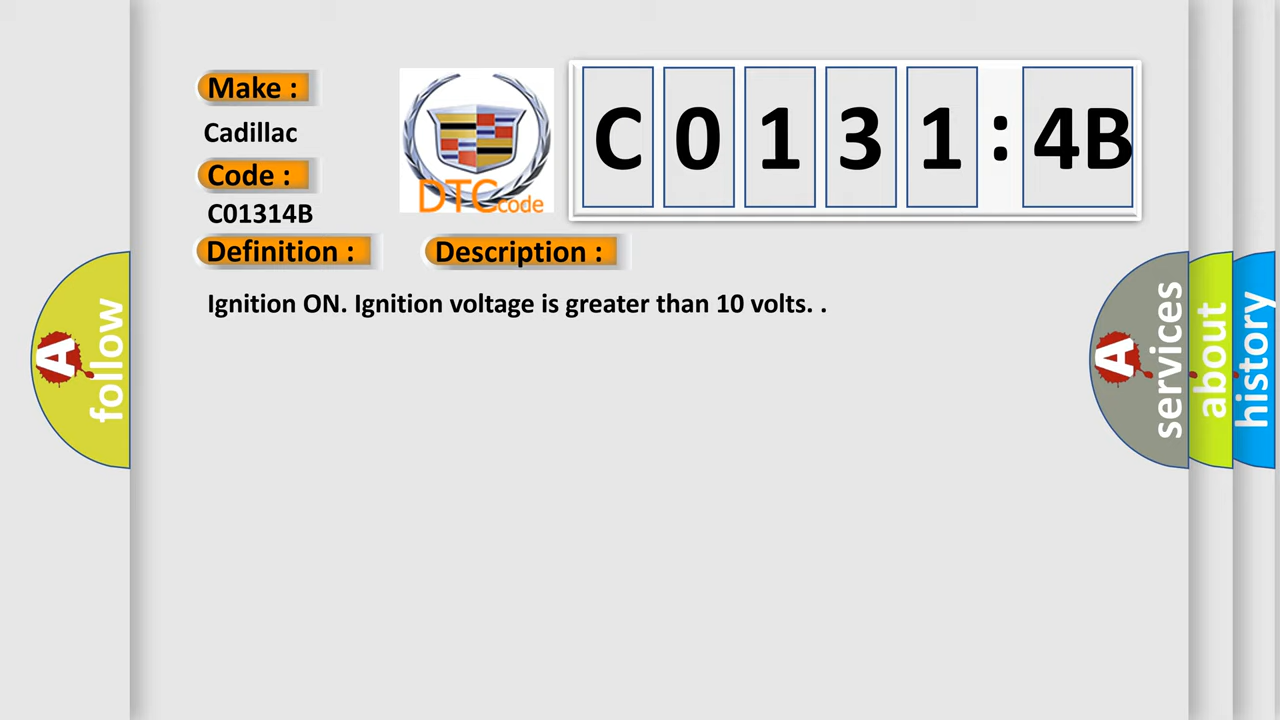 Make :
Cadillac
Code :
C01314B
Definition :
Description :
Ignition ON. Ignition voltage is greater than 10 volts. .
DTC code
C 0 1 3 1 : 4B
A follow
A services
about
history